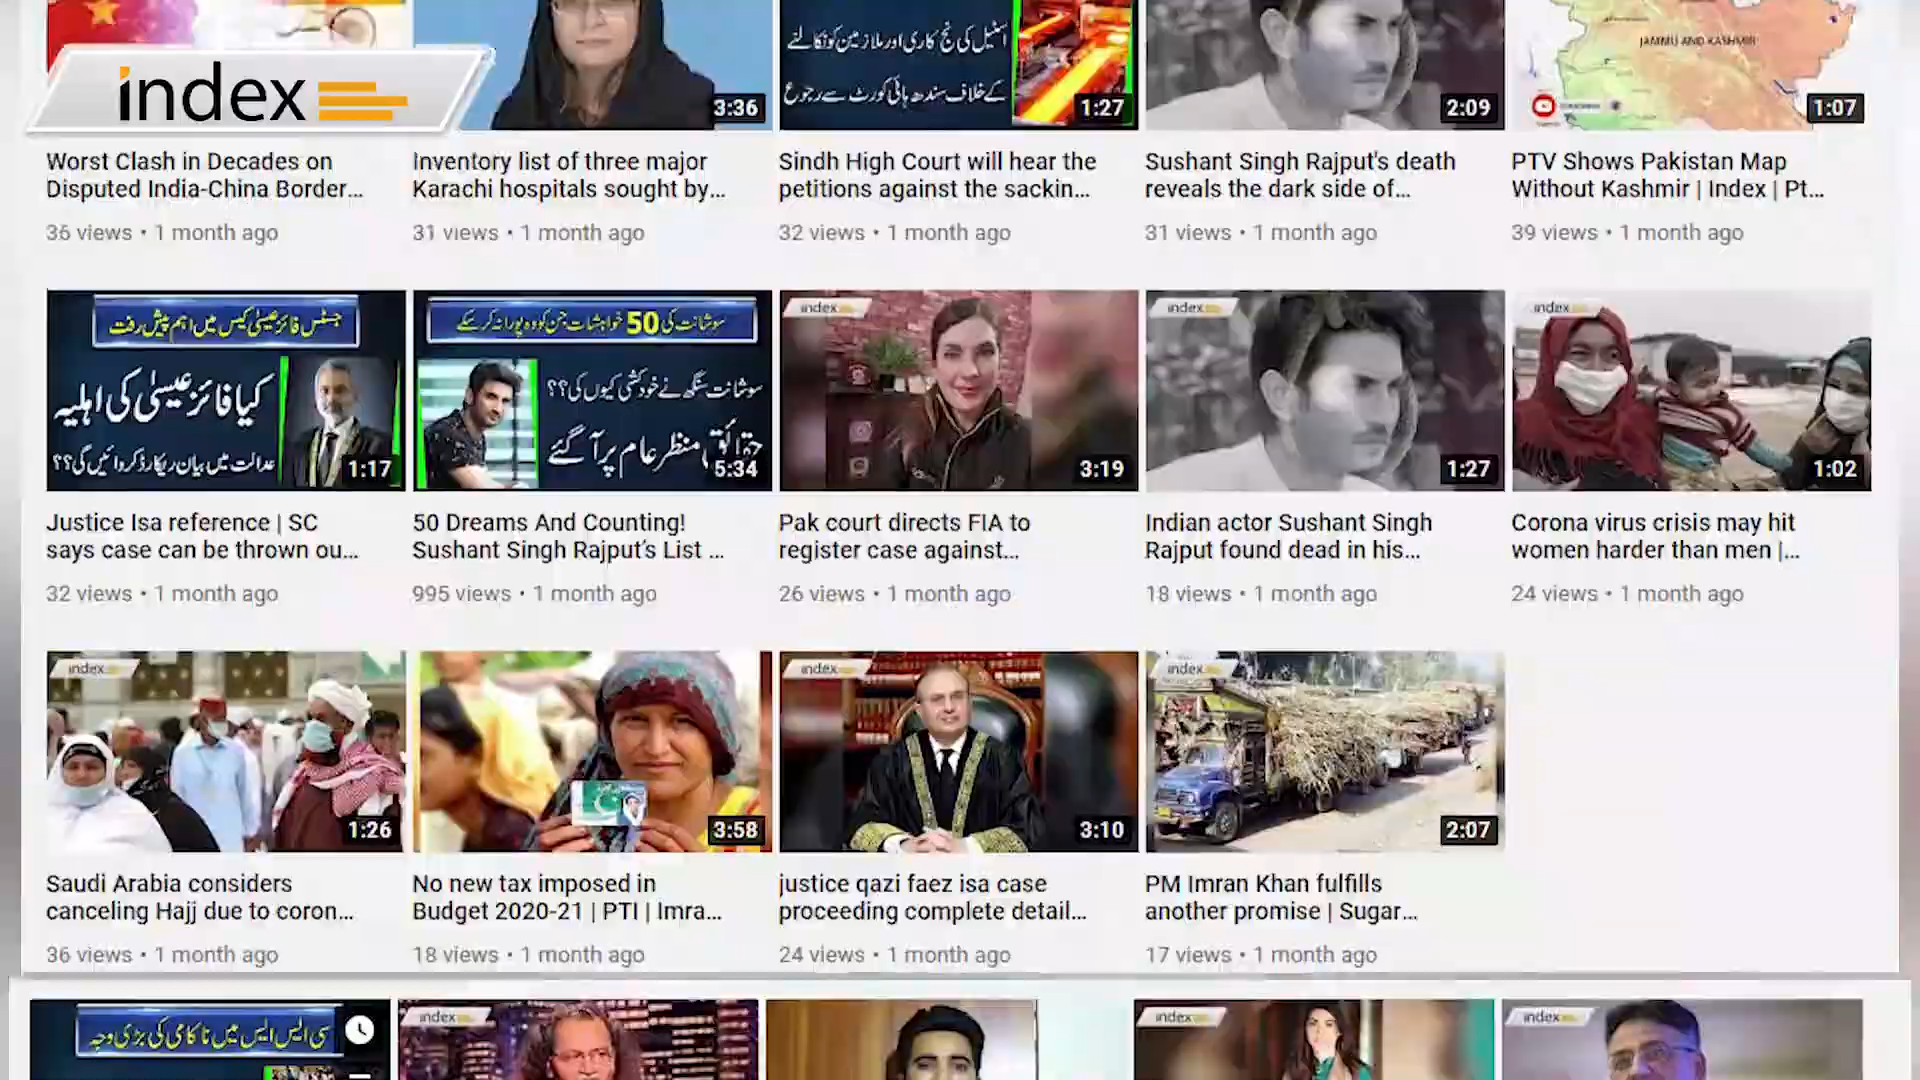 index
اسٹیل کی نج کاری اور ملازمین کو نکالنے
کے خلاف سندھ ہائی کورٹ سے رجوع
JAMMU AND KASHMIR
3:36
1:27
2:09
1:07
Worst Clash in Decades on
Disputed India-China Border...
36 views • 1 month ago
Inventory list of three major
Karachi hospitals sought by...
31 views • 1 month ago
Sindh High Court will hear the
petitions against the sackin...
32 views • 1 month ago
Sushant Singh Rajput's death
reveals the dark side of...
31 views • 1 month ago
PTV Shows Pakistan Map
Without Kashmir | Index | Pt...
39 views • 1 month ago
جسٹس فائز عیسیٰ کیس میں اہم پیش رفت
کیا فائز عیسیٰ کی اہلیہ
عدالت میں بیان ریکارڈ کروائیں گی؟؟
1:17
سوشانت کی 50 خواہشات جن کو وہ پورا نہ کر سکے
سوشانت سنگھ نے خودکشی کیوں کی؟؟
حقائق منظر عام پر آ گئے
5:34
index
3:19
index
1:27
index
1:02
Justice Isa reference | SC
says case can be thrown ou...
32 views • 1 month ago
50 Dreams And Counting!
Sushant Singh Rajput's List ...
995 views • 1 month ago
Pak court directs FIA to
register case against...
26 views • 1 month ago
Indian actor Sushant Singh
Rajput found dead in his...
18 views • 1 month ago
Corona virus crisis may hit
women harder than men |...
24 views • 1 month ago
index
1:26
3:58
index
3:10
index
2:07
Saudi Arabia considers
canceling Hajj due to coron...
36 views • 1 month ago
No new tax imposed in
Budget 2020-21 | PTI | Imra...
18 views • 1 month ago
justice qazi faez isa case
proceeding complete detail...
24 views • 1 month ago
PM Imran Khan fulfills
another promise | Sugar...
17 views • 1 month ago
سی ایس ایس میں ناکامی کی بڑی وجہ
index
index
index